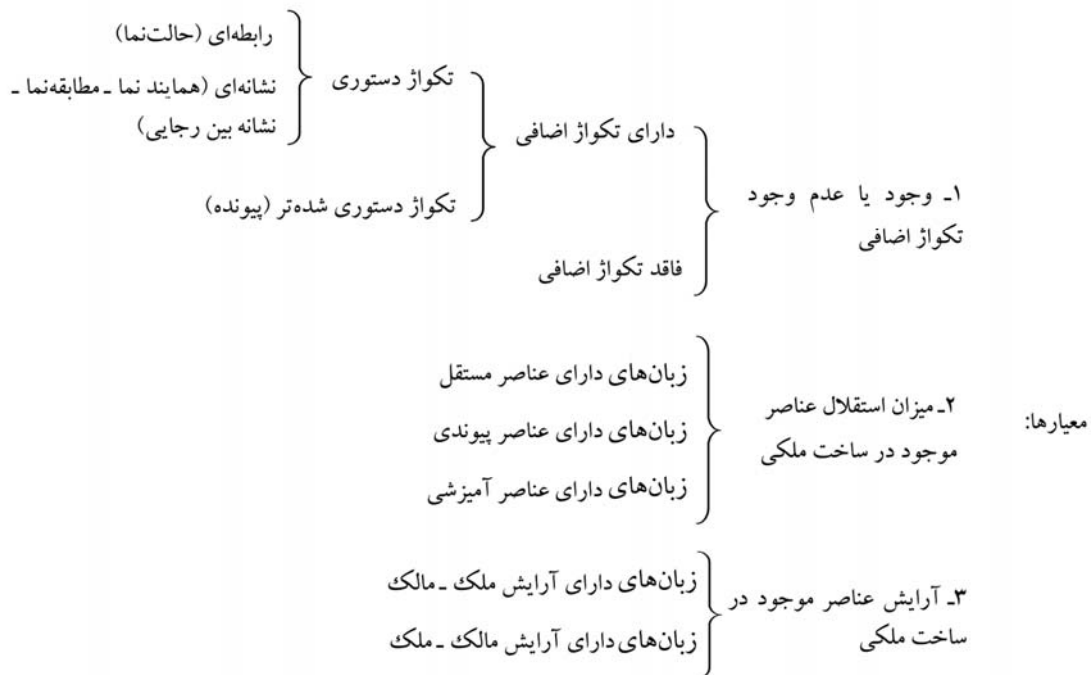 معیارها:
۱ـ وجود یا عدم وجود
تکواژ اضافی
دارای تکواژ اضافی
تکواژ دستوری
رابطه‌ای (حالت‌نما)
نشانه‌ای (همایند نما ـ مطابقه‌نما ـ
نشانه بین رجایی)
تکواژ دستوری شده‌تر (پیونده)
فاقد تکواژ اضافی
۲ـ میزان استقلال عناصر
موجود در ساخت ملکی
زبان‌های دارای عناصر مستقل
زبان‌های دارای عناصر پیوندی
زبان‌های دارای عناصر آمیزشی
۳ـ آرایش عناصر موجود در
ساخت ملکی
زبان‌های دارای آرایش ملک ـ مالک
زبان‌های دارای آرایش مالک ـ ملک